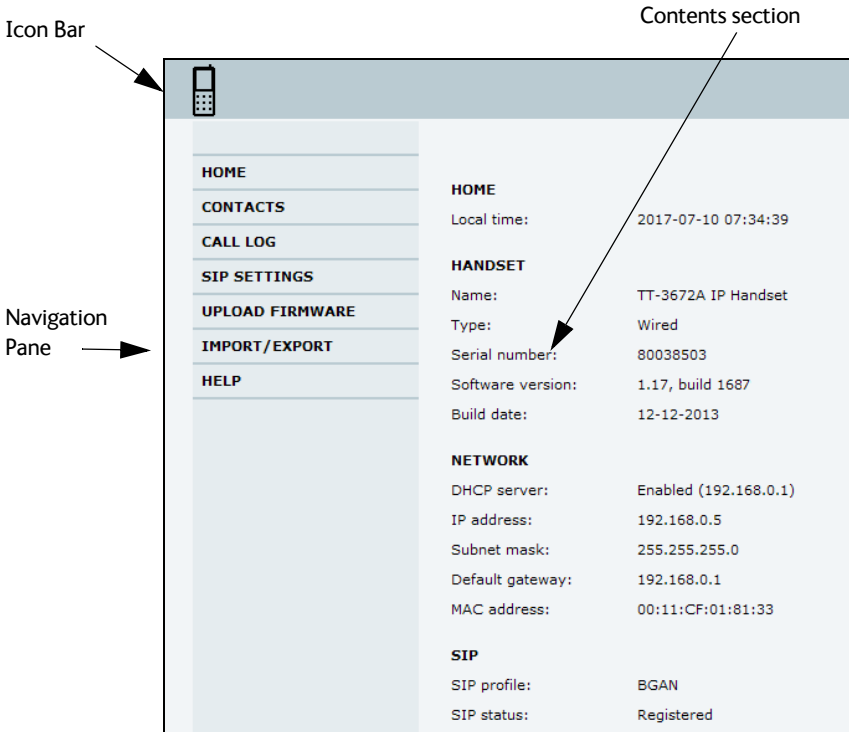 Contents section
Icon Bar
HOME
CONTACTS
CALL LOG
SIP SETTINGS
UPLOAD FIRMWARE
IMPORT/EXPORT
HELP
Navigation
Pane
HOME
Local time: 2017-07-10 07:34:39
HANDSET
Name: TT-3672A IP Handset
Type: Wired
Serial number: 80038503
Software version: 1.17, build 1687
Build date: 12-12-2013
NETWORK
DHCP server: Enabled (192.168.0.1)
IP address: 192.168.0.5
Subnet mask: 255.255.255.0
Default gateway: 192.168.0.1
MAC address: 00:11:CF:01:81:33
SIP
SIP profile: BGAN
SIP status: Registered